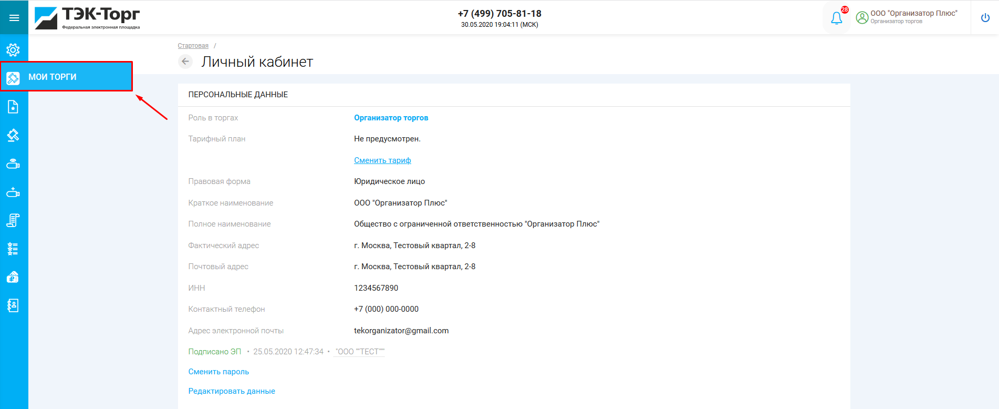 ТЭК-Торг
Федеральная электронная площадка
+7 (499) 705-81-18
30.05.2020 19:04:11 (МСК)
28
ООО "Организатор Плюс"
Организатор торгов
Стартовая /
Личный кабинет
МОИ ТОРГИ
ПЕРСОНАЛЬНЫЕ ДАННЫЕ
Роль в торгах Организатор торгов
Тарифный план Не предусмотрен.
Сменить тариф
Правовая форма Юридическое лицо
Краткое наименование ООО "Организатор Плюс"
Полное наименование Общество с ограниченной ответственностью "Организатор Плюс"
Фактический адрес г. Москва, Тестовый квартал, 2-8
Почтовый адрес г. Москва, Тестовый квартал, 2-8
ИНН 1234567890
Контактный телефон +7 (000) 000-0000
Адрес электронной почты tekorganizator@gmail.com
Подписано ЭП • 25.05.2020 12:47:34 • "ООО ""ТЕСТ"""
Сменить пароль
Редактировать данные